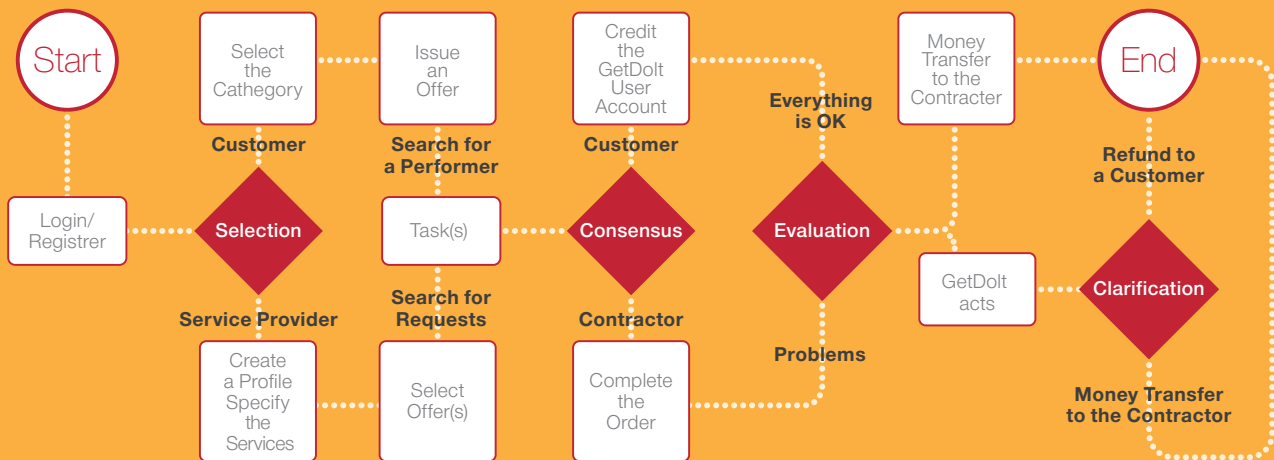 Start
Login/
Registrer
Select
the
Cathegory
Customer
Selection
Service Provider
Create
a Profile
Specify
the
Services
Issue
an
Offer
Search for
a Performer
Task(s)
Search for
Requests
Select
Offer(s)
Credit
the
GetDoIt
User
Account
Customer
Consensus
Contractor
Complete
the
Order
Everything
is OK
Evaluation
Problems
Money
Transfer
to the
Contracter
GetDoIt
acts
End
Refund to
a Customer
Clarification
Money Transfer
to the Contractor